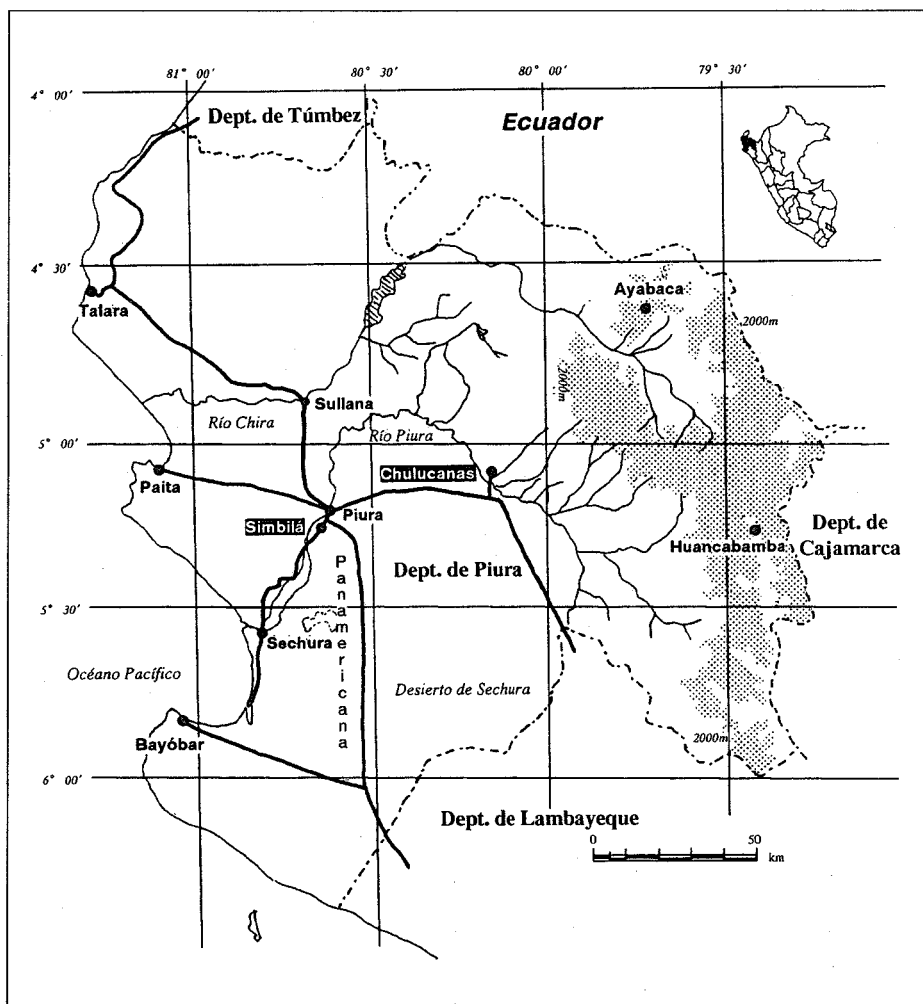 81° 00′
80° 30′
80° 00′
79° 30′
4° 00′
Dept. de Túmbez
Ecuador
4° 30′
Talara
Ayabaca
2000m
2000m
Sullana
Río Chira
Río Piura
5° 00′
Paita
Chulucanas
Piura
Simbilá
Huancabamba
Dept. de
Cajamarca
Dept. de Piura
Panamericana
5° 30′
Sechura
Océano Pacífico
Desierto de Sechura
Bayóbar
2000m
6° 00′
Dept. de Lambayeque
0 50
km